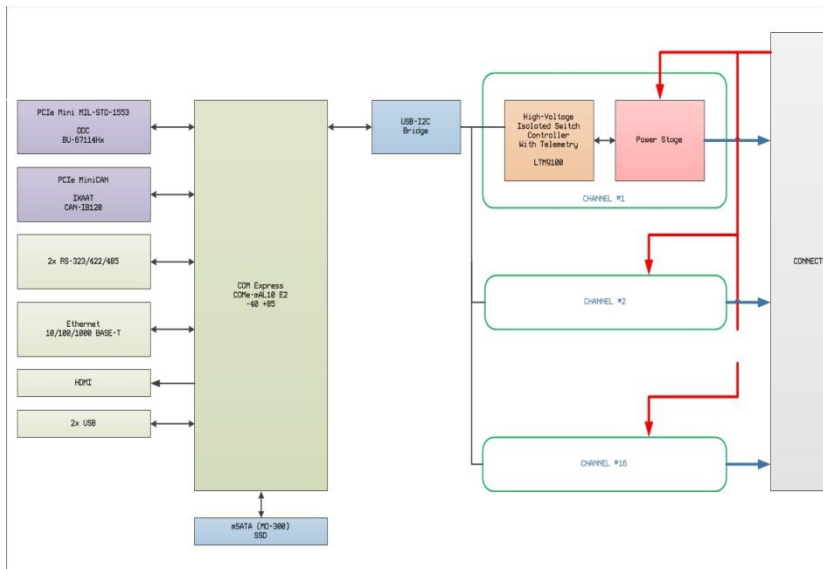 PCIe Mini MIL-STD-1553
DDC
BU-67114Hx
PCIe MiniCAN
IXAAT
CAN-IB120
2x RS-323/422/485
Ethernet
10/100/1000 BASE-T
HDMI
2x USB
COM Express
COMe-mAL10 E2
-40 +85
mSATA (MO-300)
SSD
USB-I2C
Bridge
High-Voltage
Isolated Switch
Controller
With Telemetry
LTM9100
Power Stage
CHANNEL #1
CHANNEL #2
CHANNEL #16
CONNECTO